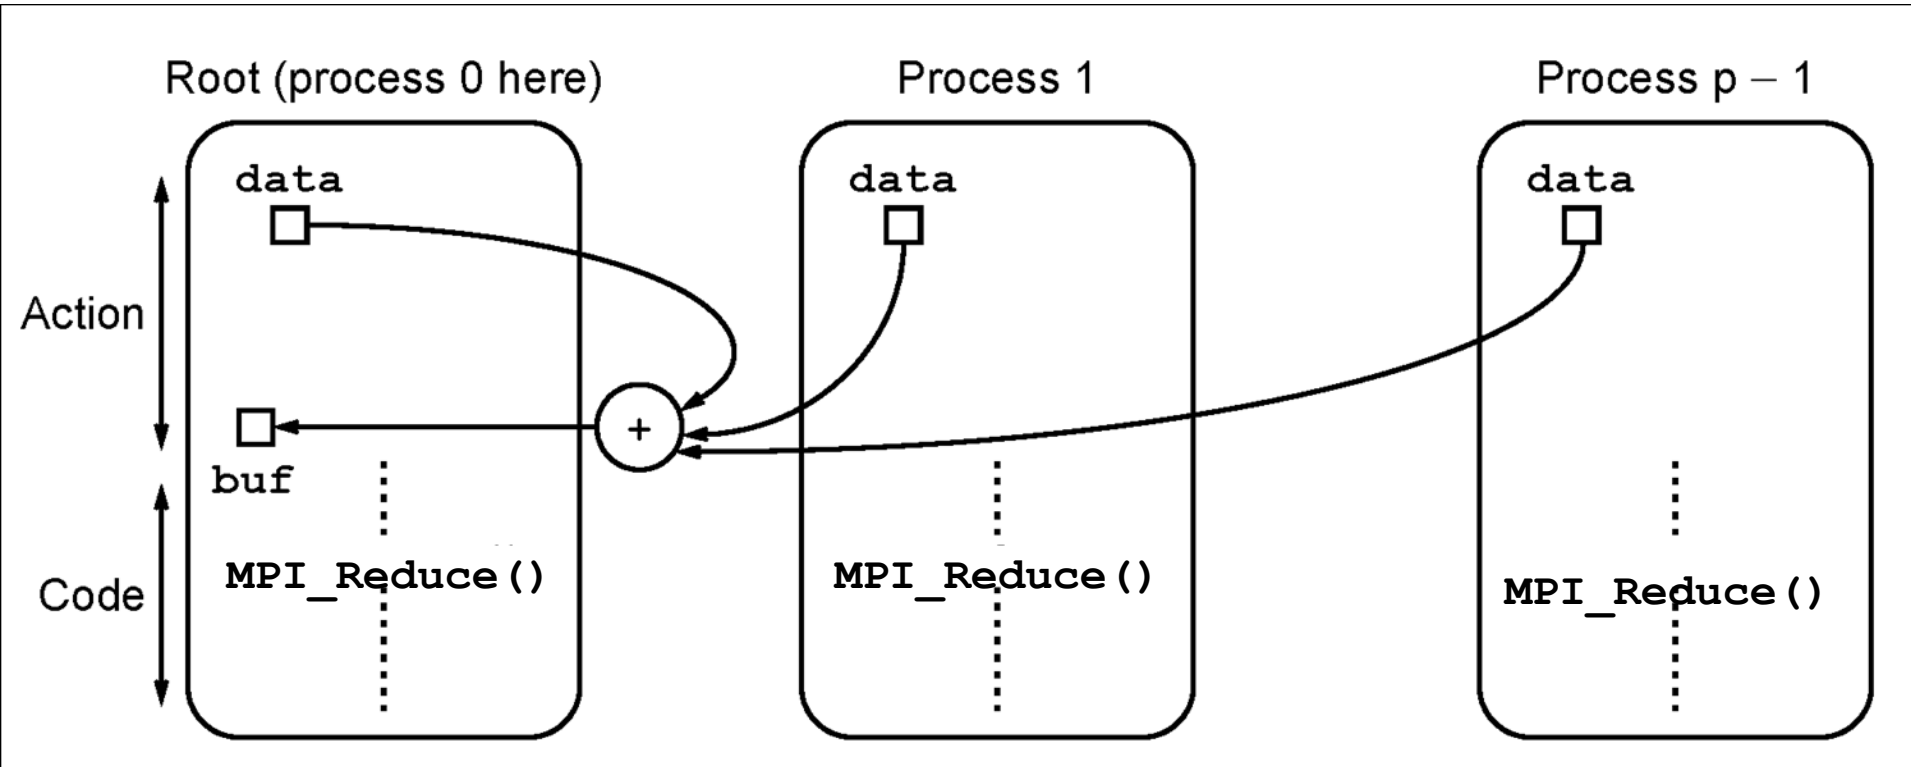 Root (process 0 here)
Process 1
Process p – 1
data
data
data
Action
+
buf
MPI_Reduce()
MPI_Reduce()
MPI_Reduce()
Code